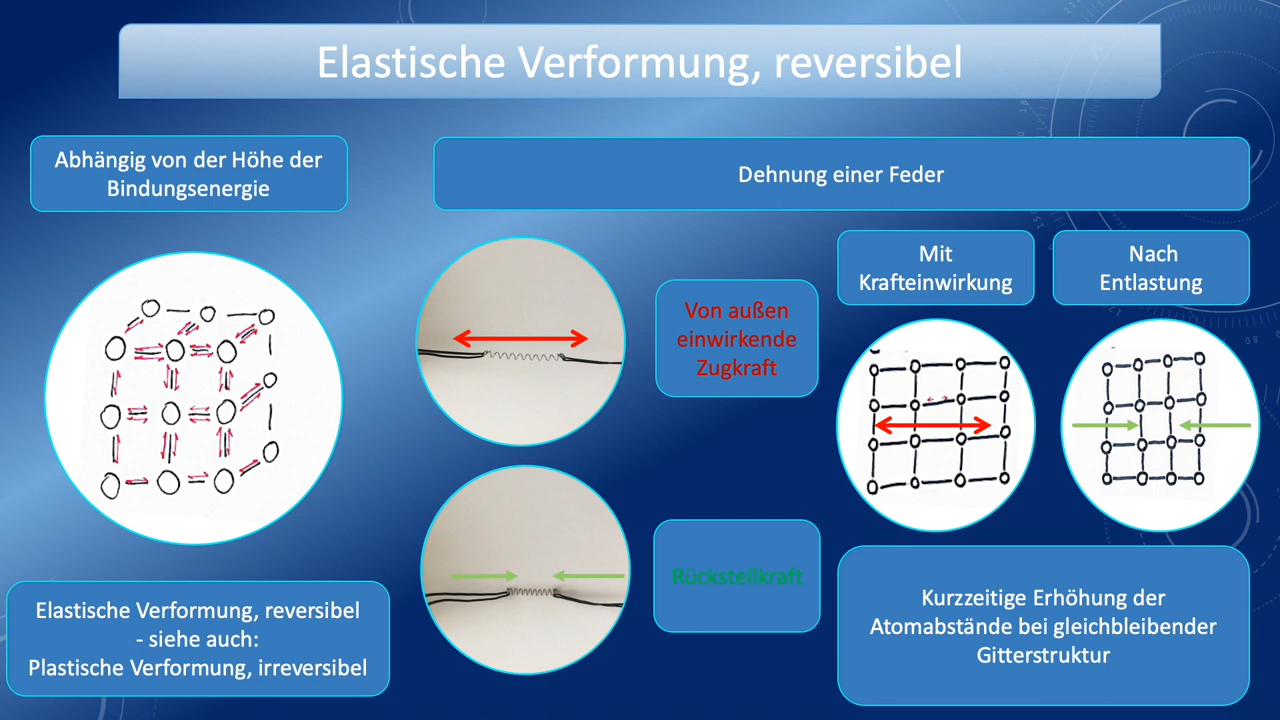 Elastische Verformung, reversibel
Abhängig von der Höhe der
Bindungsenergie
Dehnung einer Feder
Mit
Krafteinwirkung
Nach
Entlastung
Von außen
einwirkende
Zugkraft
Rückstellkraft
Elastische Verformung, reversibel
- siehe auch:
Plastische Verformung, irreversibel
Kurzzeitige Erhöhung der
Atomabstände bei gleichbleibender
Gitterstruktur